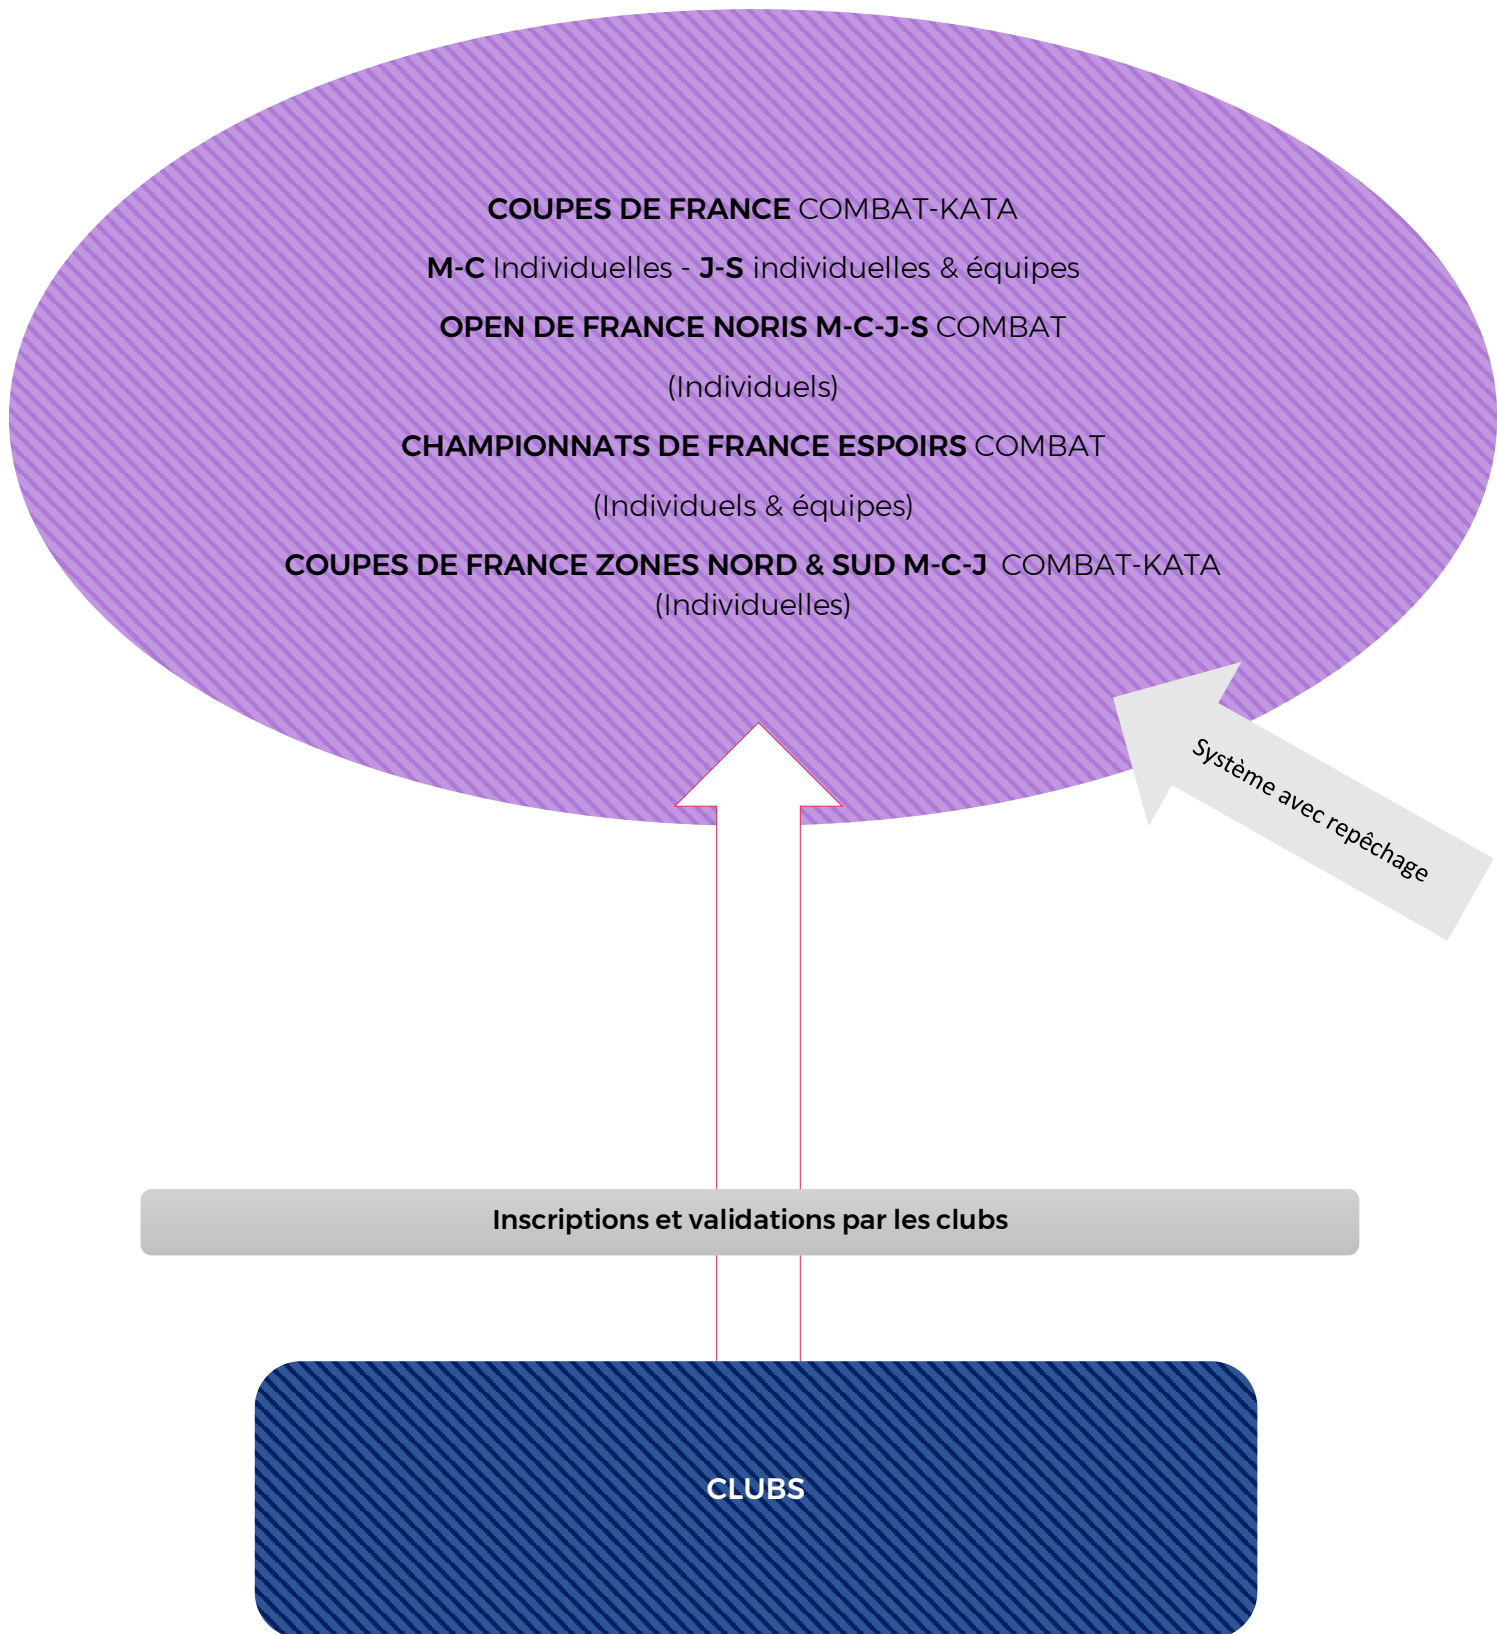 COUPES DE FRANCE COMBAT-KATA
M-C Individuelles - J-S individuelles & équipes
OPEN DE FRANCE NORIS M-C-J-S COMBAT
(Individuels)
CHAMPIONNATS DE FRANCE ESPOIRS COMBAT
(Individuels & équipes)
COUPES DE FRANCE ZONES NORD & SUD M-C-J COMBAT-KATA
(Individuelles)
Système avec repêchage
Inscriptions et validations par les clubs
CLUBS